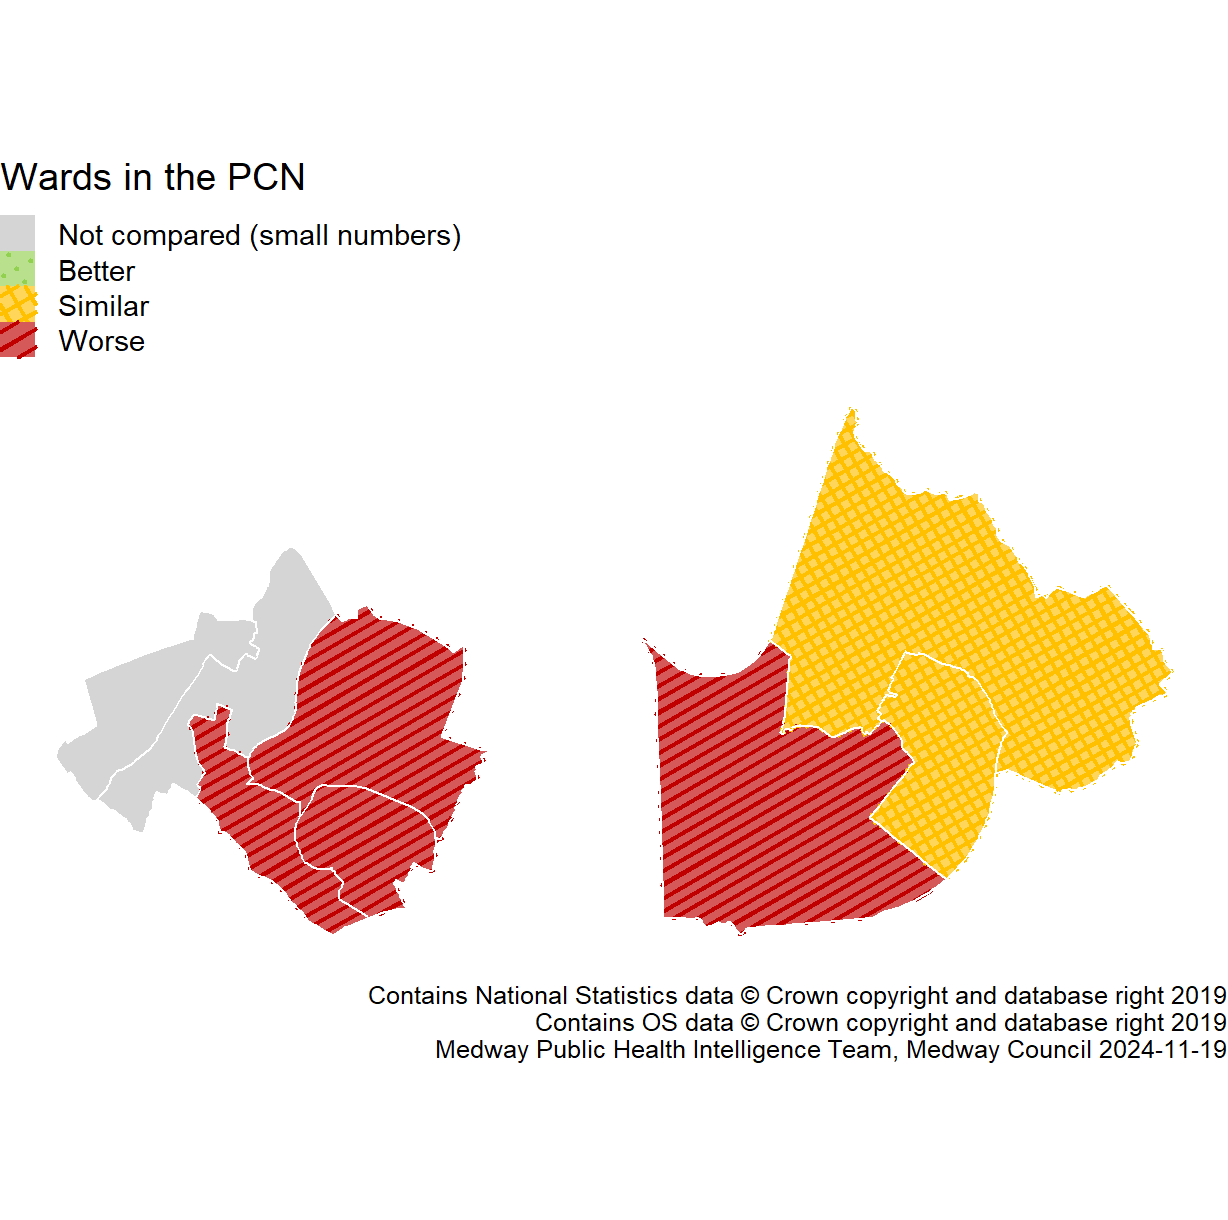 Wards in the PCN
Not compared (small numbers)
Better
Similar
Worse
Contains National Statistics data © Crown copyright and database right 2019
Contains OS data © Crown copyright and database right 2019
Medway Public Health Intelligence Team, Medway Council 2024-11-19